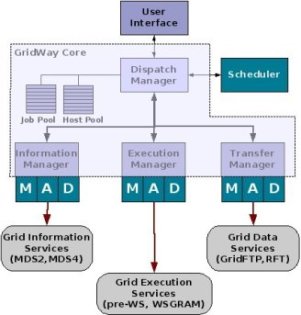 User
Interface
GridWay Core
Dispatch
Manager
Scheduler
Job Pool
Host Pool
Information
Manager
Execution
Manager
Transfer
Manager
M A D
M A D
M A D
Grid Information
Services
(MDS2,MDS4)
Grid Execution
Services
(pre-WS, WSGRAM)
Grid Data
Services
(GridFTP,RFT)